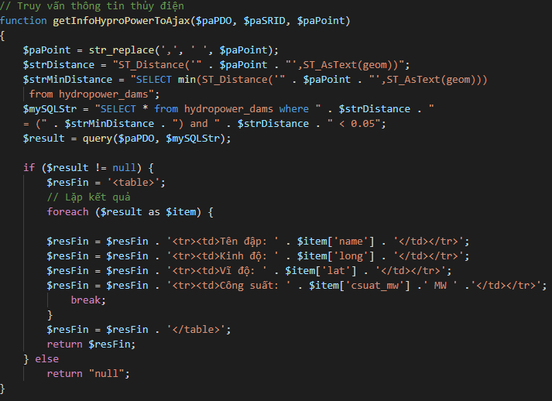 // Truy vấn thông tin thủy điện
function getInfoHyproPowerToAjax($paPDO, $paSRID, $paPoint)
{
    $paPoint = str_replace(',', ' ', $paPoint);
    $strDistance = "ST_Distance('" . $paPoint . "',ST_AsText(geom))";
    $strMinDistance = "SELECT min(ST_Distance('" . $paPoint . "',ST_AsText(geom)))
     from hydropower_dams";
    $mySQLStr = "SELECT * from hydropower_dams where " . $strDistance . "
    = (" . $strMinDistance . ") and " . $strDistance . " < 0.05";
    $result = query($paPDO, $mySQLStr);

    if ($result != null) {
        $resFin = '<table>';
        // Lặp kết quả
        foreach ($result as $item) {

        $resFin = $resFin . '<tr><td>Tên đập: ' . $item['name'] . '</td></tr>';
        $resFin = $resFin . '<tr><td>Kinh độ: ' . $item['long'] . '</td></tr>';
        $resFin = $resFin . '<tr><td>Vĩ độ: ' . $item['lat'] . '</td></tr>';
        $resFin = $resFin . '<tr><td>Công suất: ' . $item['csuat_mw'] .' MW ' .'</td></tr>';
            break;
        }
        $resFin = $resFin . '</table>';
        return $resFin;
    } else
        return "null";
}